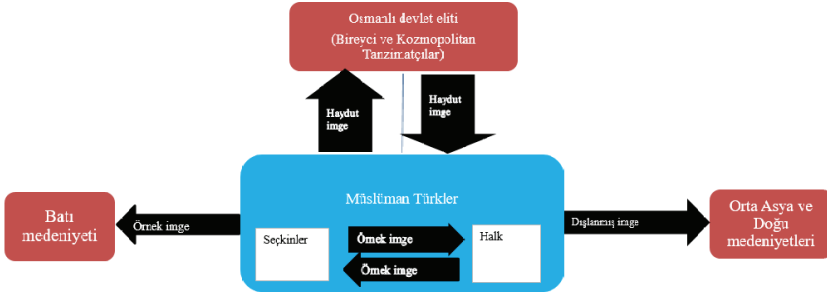 Osmanlı devlet eliti
(Bireyci ve Kozmopolitan
Tanzimatçılar)
Haydut
imge
Haydut
imge
Müslüman Türkler
Batı
medeniyeti
Örnek imge
Seçkinler
Örnek imge
Örnek imge
Halk
Dışlanmış imge
Orta Asya ve
Doğu
medeniyetleri